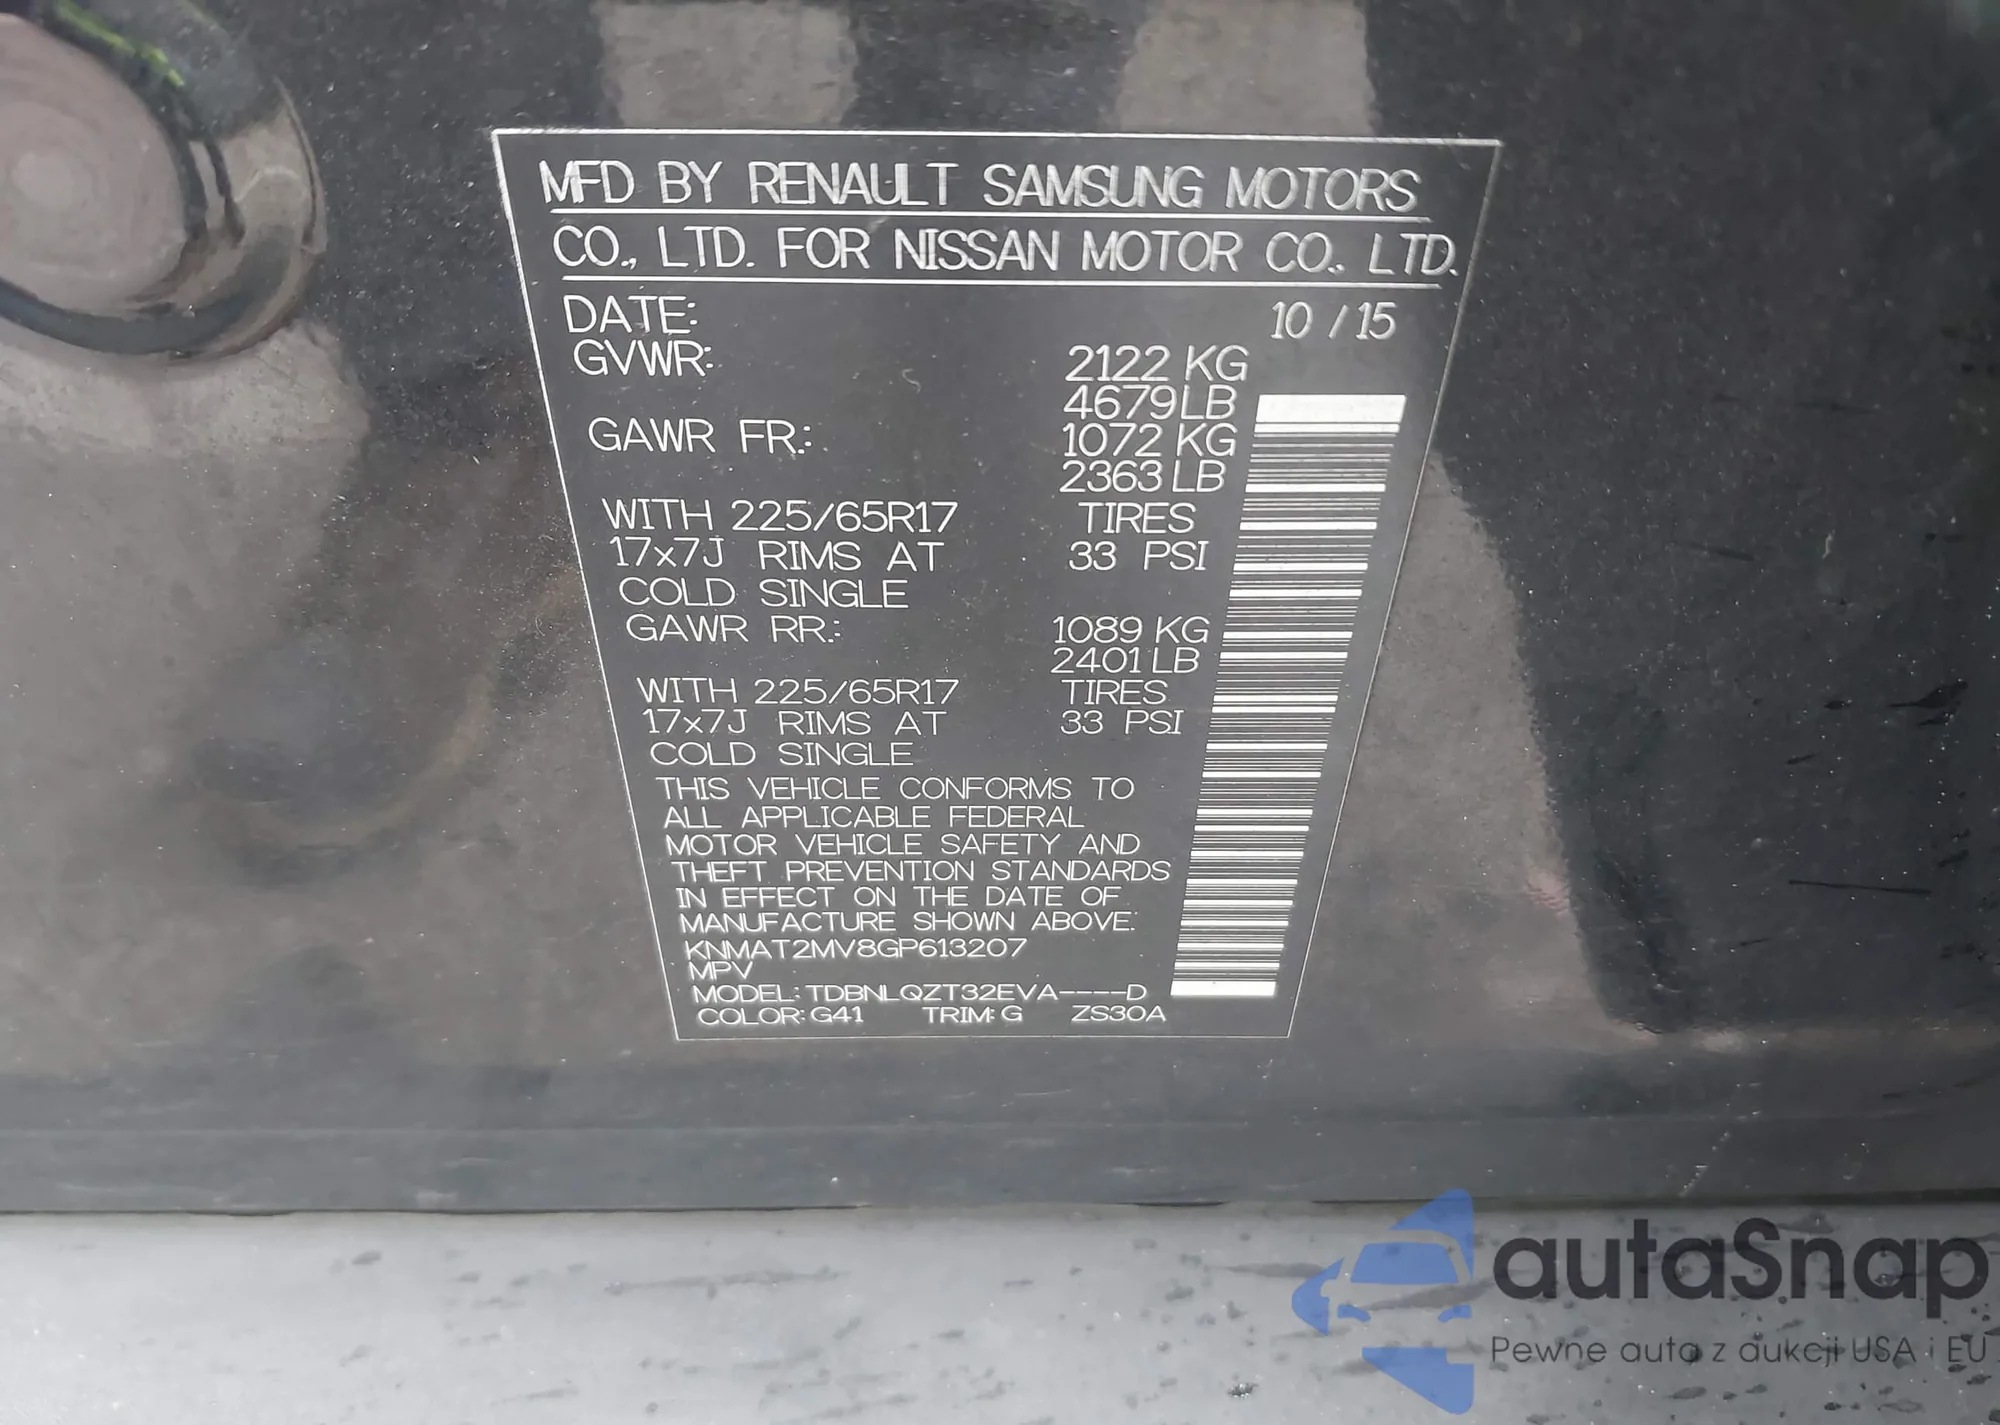 MFD BY RENAULT SAMSUNG MOTORS
CO., LTD. FOR NISSAN MOTOR CO., LTD.
DATE: 10 / 15
GVWR: 2122 KG
4679 LB
GAWR FR.: 1072 KG
2363 LB
WITH 225/65R17 TIRES
17x7J RIMS AT 33 PSI
COLD SINGLE
GAWR RR.: 1089 KG
2401 LB
WITH 225/65R17 TIRES
17x7J RIMS AT 33 PSI
COLD SINGLE
THIS VEHICLE CONFORMS TO
ALL APPLICABLE FEDERAL
MOTOR VEHICLE SAFETY AND
THEFT PREVENTION STANDARDS
IN EFFECT ON THE DATE OF
MANUFACTURE SHOWN ABOVE:
KNMAT2MV8GP613207
MPV
MODEL: TDBNLQZT32EVA----D
COLOR: G41 TRIM: G ZS30A
autaSnap
Pewne auta z aukcji USA i EU